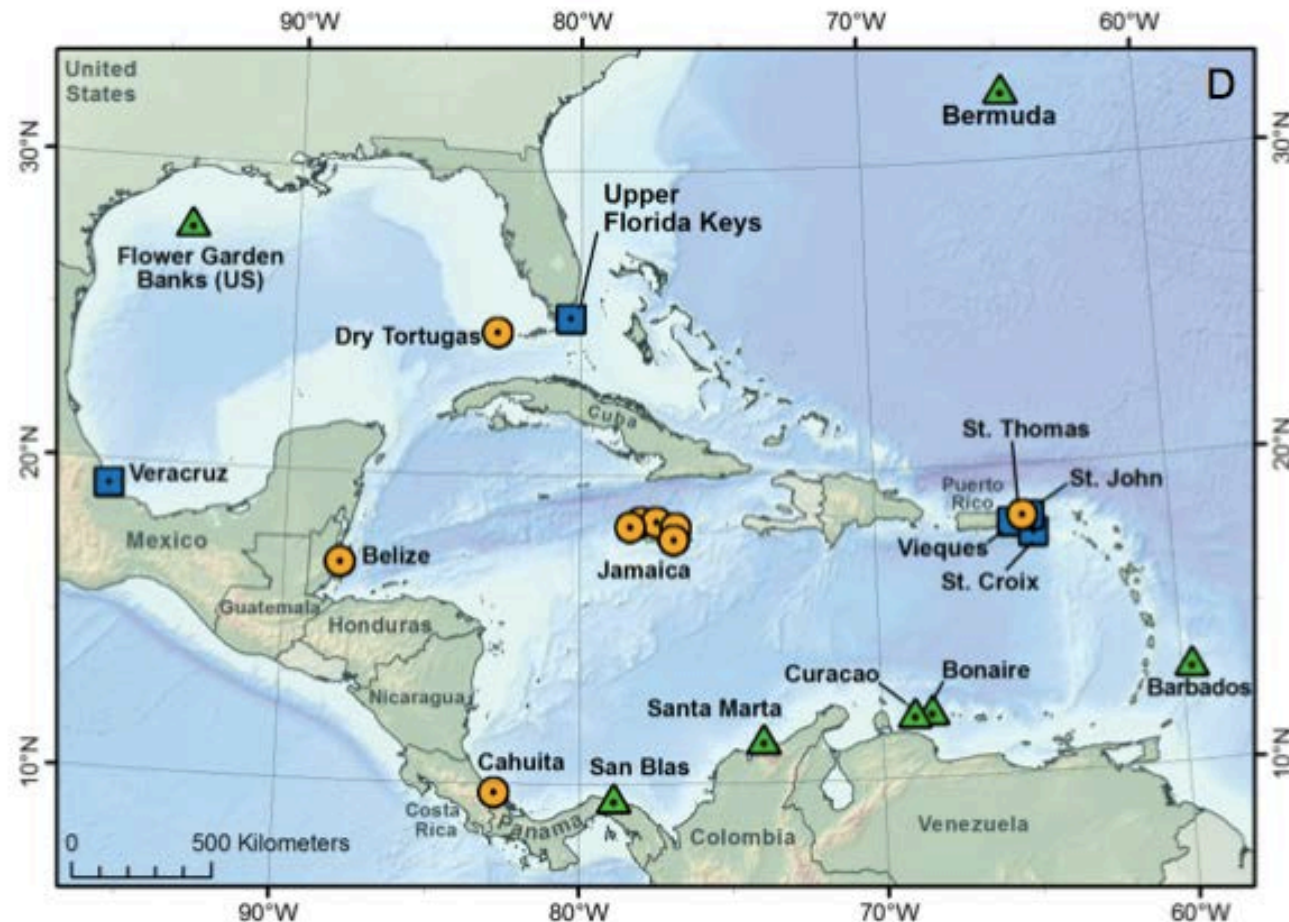 90°W
80°W
70°W
60°W
United
States
D
Bermuda
30°N
30°N
Upper
Florida Keys
Flower Garden
Banks (US)
Dry Tortugas
Cuba
St. Thomas
20°N
20°N
Veracruz
St. John
Puerto
Rico
Mexico
Belize
Vieques
Jamaica
St. Croix
Guatemala
Honduras
Curacao
Bonaire
Nicaragua
Barbados
Santa Marta
10°N
10°N
Cahuita
San Blas
Costa
Rica
Panama
Colombia
Venezuela
0
500 Kilometers
90°W
80°W
70°W
60°W